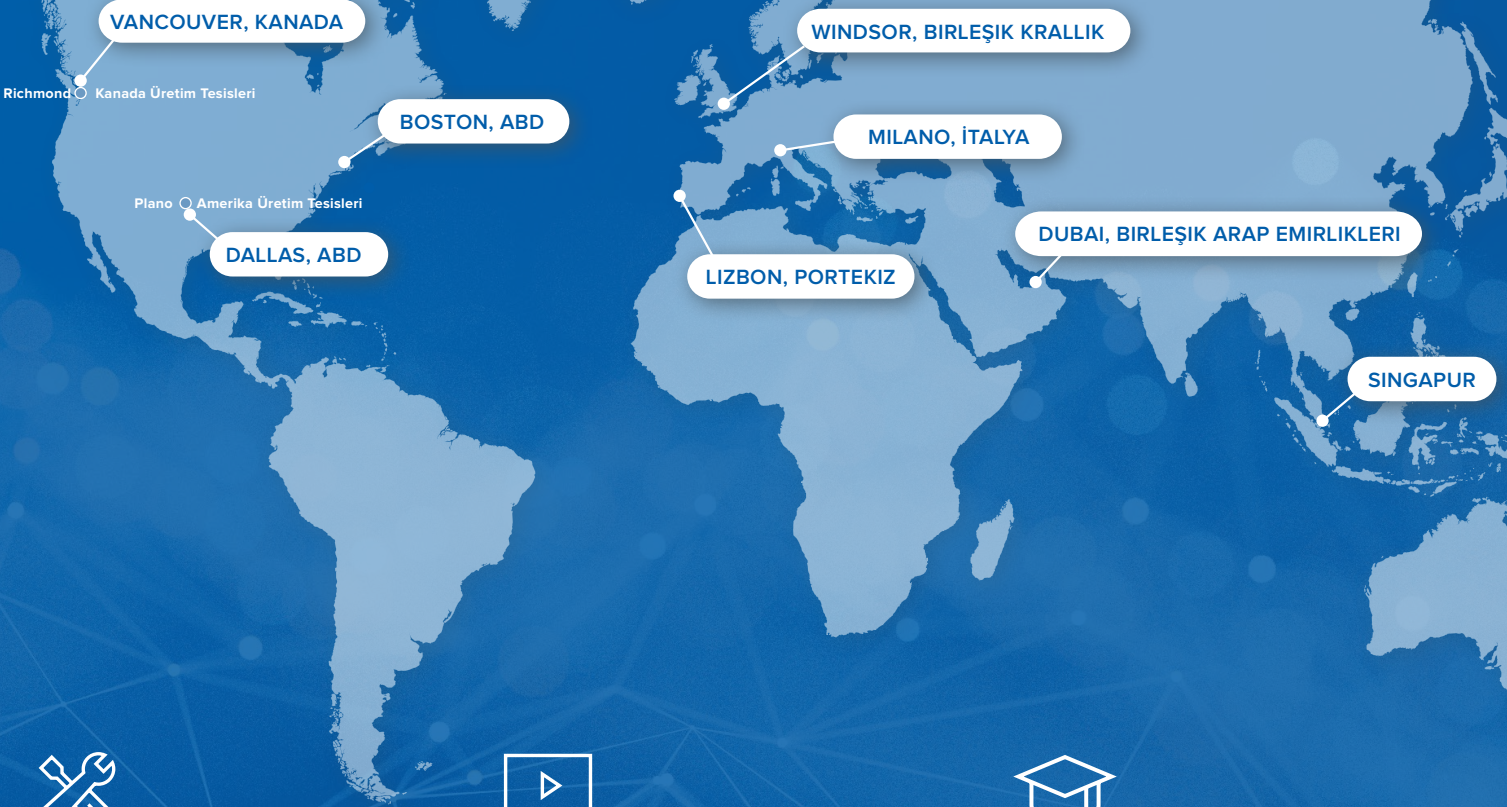 VANCOUVER, KANADA
WINDSOR, BIRLEŞIK KRALLIK
Richmond Kanada Üretim Tesisleri
BOSTON, ABD
MILANO, İTALYA
Plano Amerika Üretim Tesisleri
DUBAI, BIRLEŞIK ARAP EMIRLIKLERI
DALLAS, ABD
LIZBON, PORTEKIZ
SINGAPUR